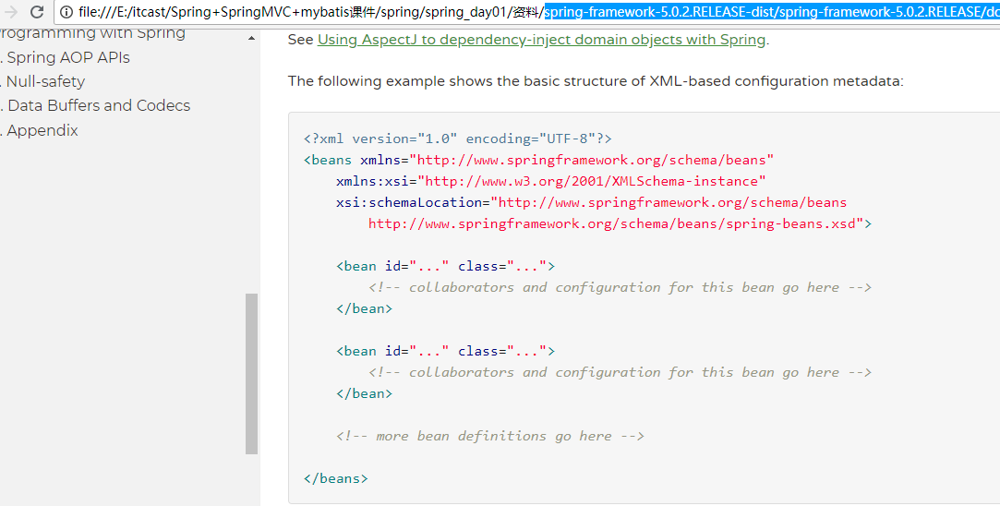 file:///E:/itcast/Spring+SpringMVC+mybatis课件/spring/spring_day01/资料/spring-framework-5.0.2.RELEASE-dist/spring-framework-5.0.2.RELEASE/do
Programming with Spring
. Spring AOP APIs
. Null-safety
. Data Buffers and Codecs
. Appendix
See Using AspectJ to dependency-inject domain objects with Spring.
The following example shows the basic structure of XML-based configuration metadata:
<?xml version="1.0" encoding="UTF-8"?>
<beans xmlns="http://www.springframework.org/schema/beans"
    xmlns:xsi="http://www.w3.org/2001/XMLSchema-instance"
    xsi:schemaLocation="http://www.springframework.org/schema/beans
        http://www.springframework.org/schema/beans/spring-beans.xsd">
    <bean id="..." class="...">
        <!-- collaborators and configuration for this bean go here -->
    </bean>
    <bean id="..." class="...">
        <!-- collaborators and configuration for this bean go here -->
    </bean>
    <!-- more bean definitions go here -->
</beans>